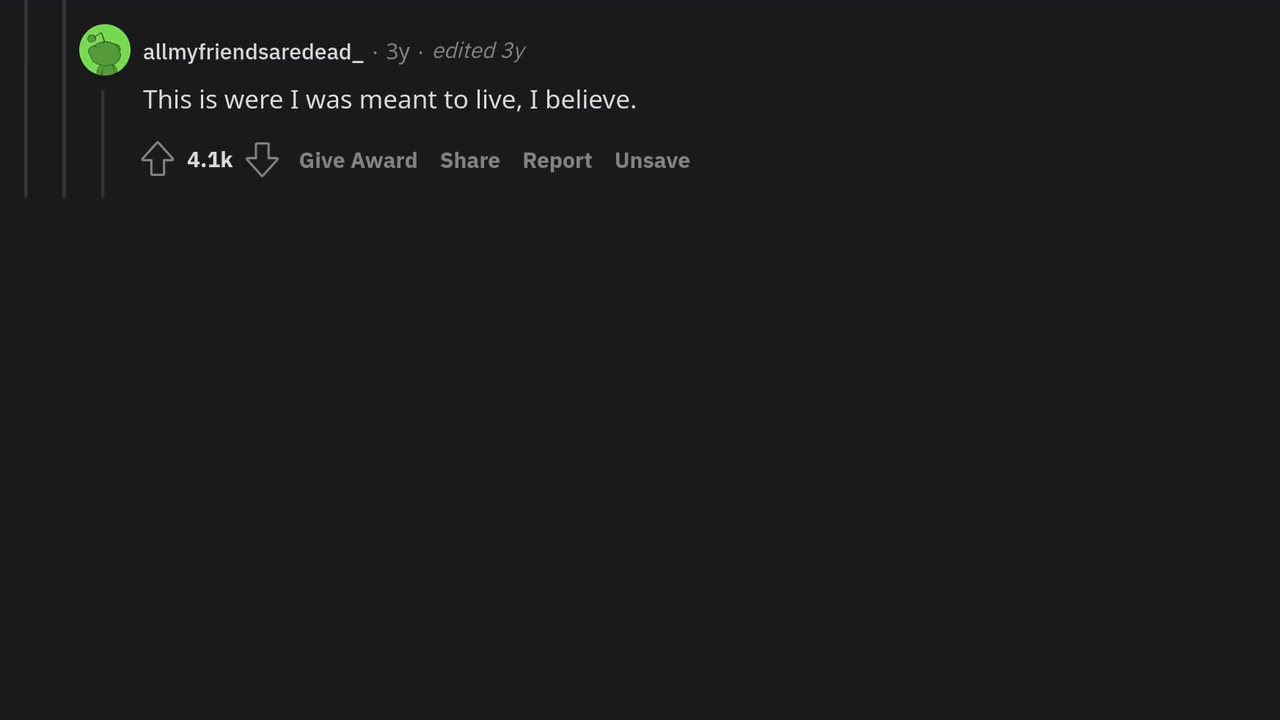 allmyfriendsaredead_ · 3y · edited 3y
This is were I was meant to live, I believe.
4.1k Give Award Share Report Unsave